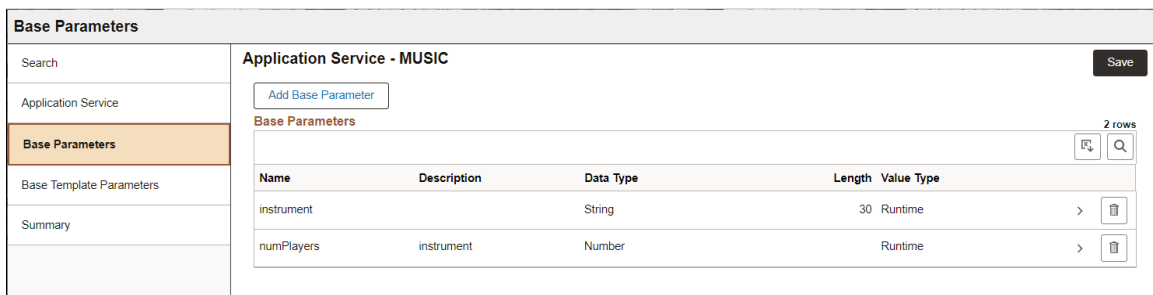 Base Parameters
Search
Application Service
Base Parameters
Base Template Parameters
Summary
Application Service - MUSIC
Save
Add Base Parameter
Base Parameters
2 rows
Name Description Data Type Length Value Type
instrument String 30 Runtime
numPlayers instrument Number Runtime